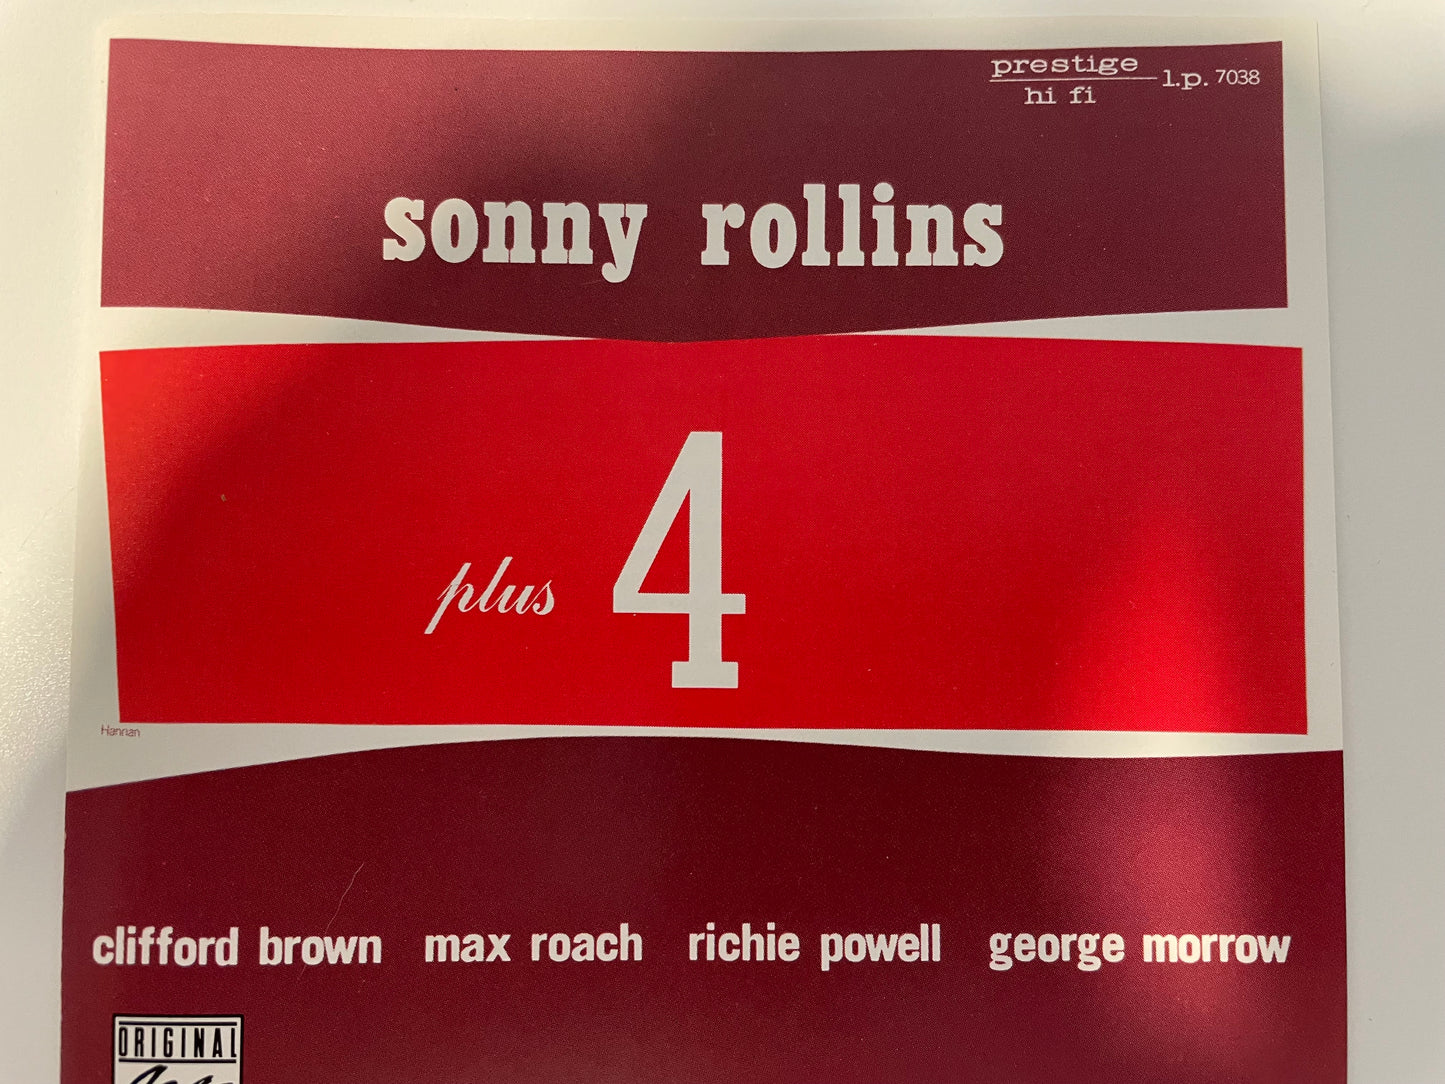 prestige
hi fi
l.p. 7038
sonny rollins
plus 4
Hannan
clifford brown max roach richie powell george morrow
ORIGINAL